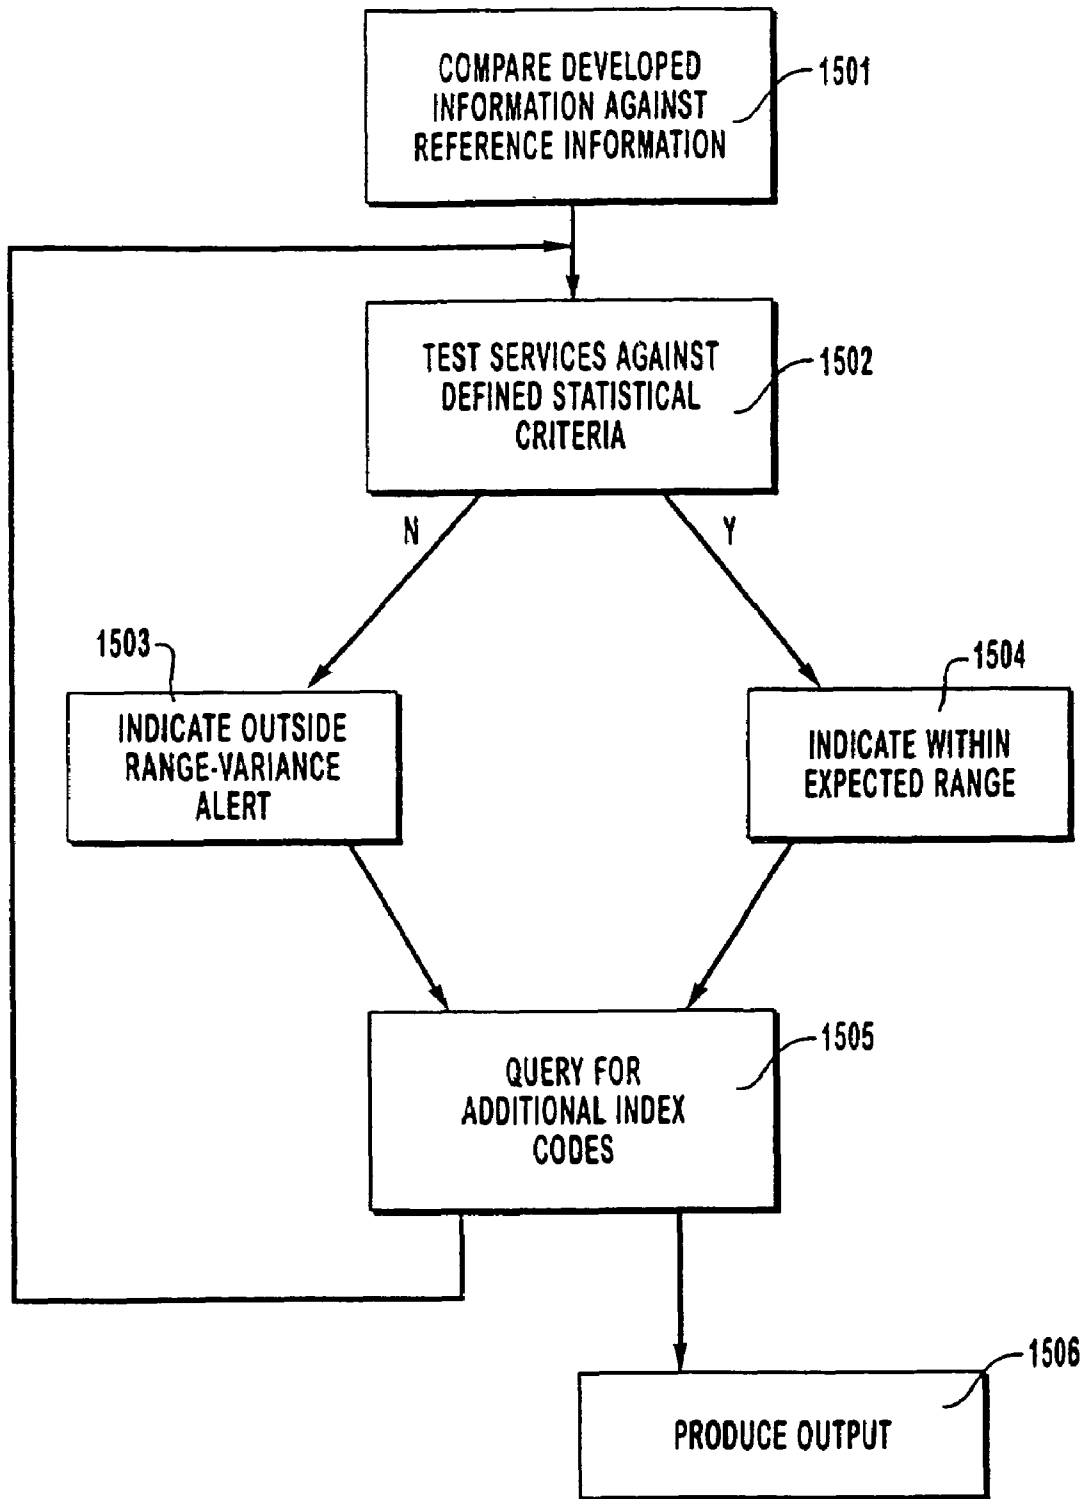 COMPARE DEVELOPED
INFORMATION AGAINST
REFERENCE INFORMATION
1501
TEST SERVICES AGAINST
DEFINED STATISTICAL
CRITERIA
1502
N
Y
1503
INDICATE OUTSIDE
RANGE-VARIANCE
ALERT
1504
INDICATE WITHIN
EXPECTED RANGE
1505
QUERY FOR
ADDITIONAL INDEX
CODES
1506
PRODUCE OUTPUT